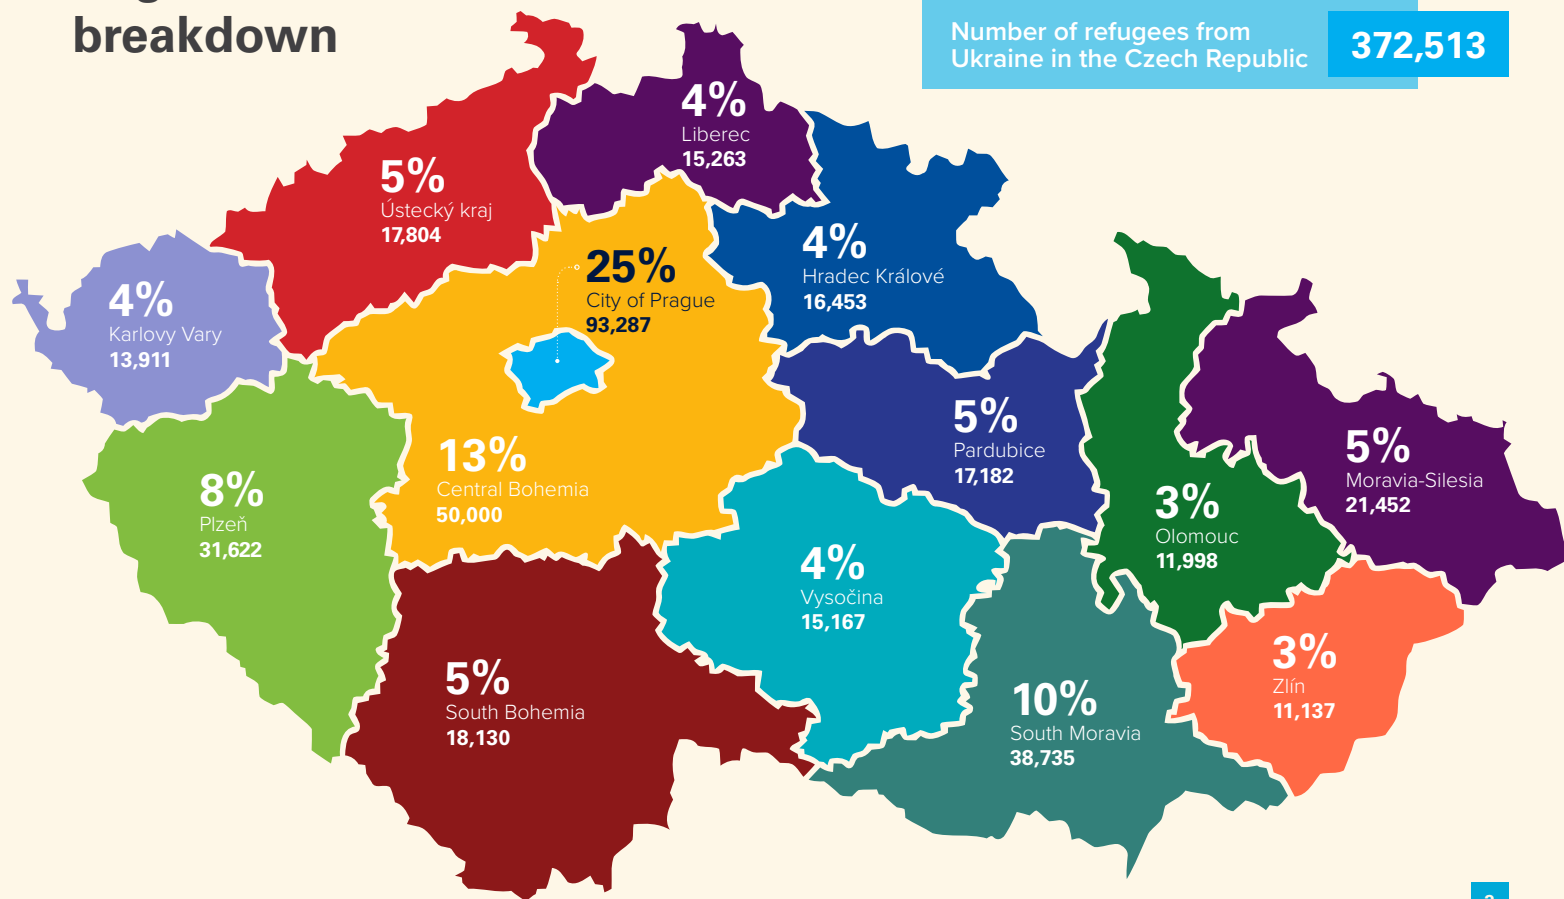 breakdown
Number of refugees from
Ukraine in the Czech Republic
372,513
4%
Liberec
15,263
5%
Ústecký kraj
17,804
4%
Hradec Králové
16,453
25%
City of Prague
93,287
4%
Karlovy Vary
13,911
5%
Pardubice
17,182
13%
Central Bohemia
50,000
5%
Moravia-Silesia
21,452
8%
Plzeň
31,622
3%
Olomouc
11,998
4%
Vysočina
15,167
3%
Zlín
11,137
5%
South Bohemia
18,130
10%
South Moravia
38,735